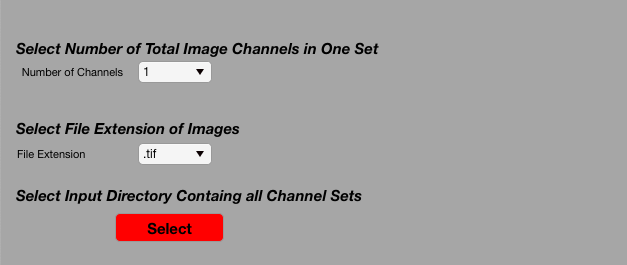 Select Number of Total Image Channels in One Set
Number of Channels 1
Select File Extension of Images
File Extension .tif
Select Input Directory Containg all Channel Sets
Select